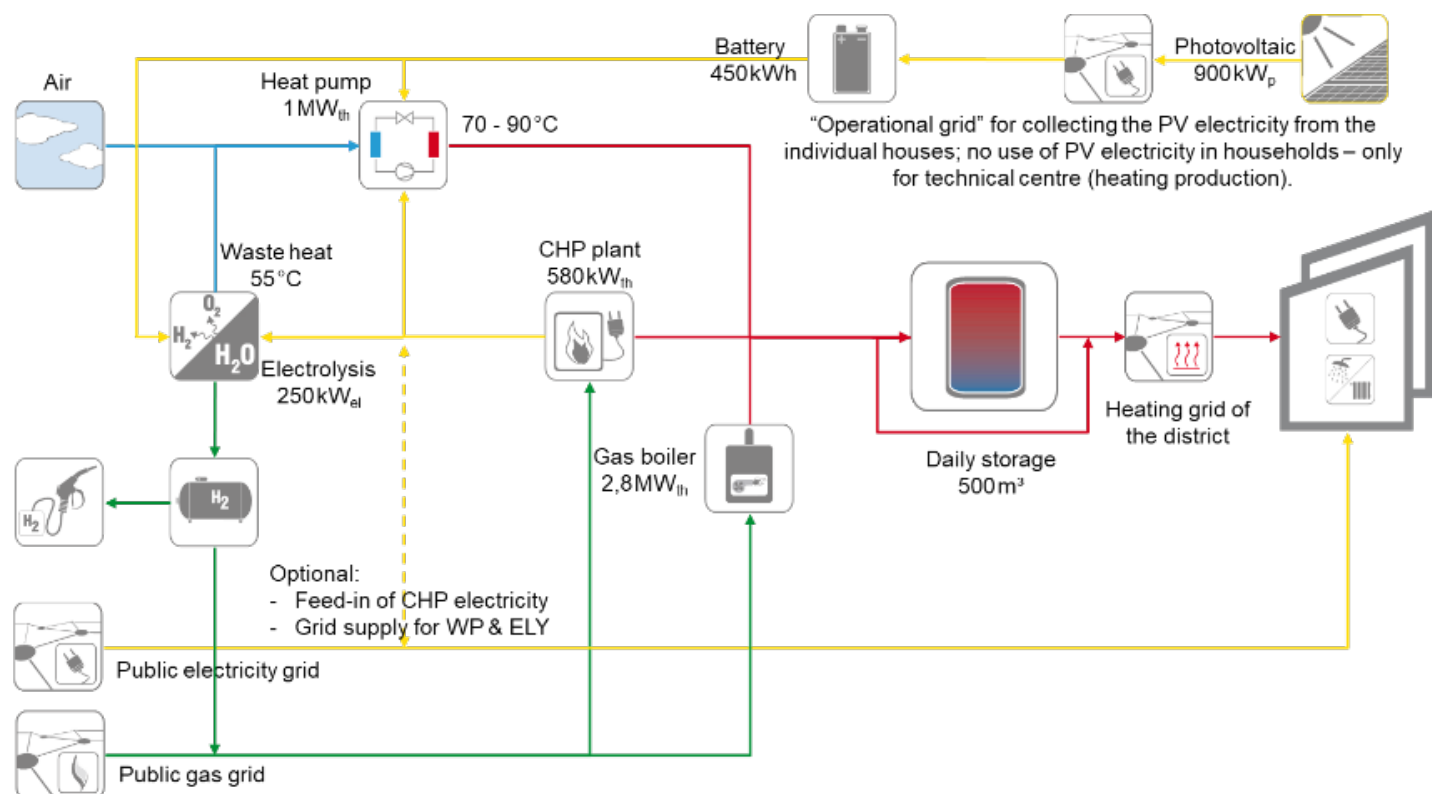 Battery
450kWh
Photovoltaic
900kWp
Air
Heat pump
1MWth
70 - 90°C
"Operational grid" for collecting the PV electricity from the
individual houses; no use of PV electricity in households – only
for technical centre (heating production).
Waste heat
55°C
CHP plant
580kWth
O2
H2
H2O
Electrolysis
250kWel
Heating grid of
the district
Gas boiler
2,8MWth
Daily storage
500m³
H2
H2
Optional:
- Feed-in of CHP electricity
- Grid supply for WP & ELY
Public electricity grid
Public gas grid